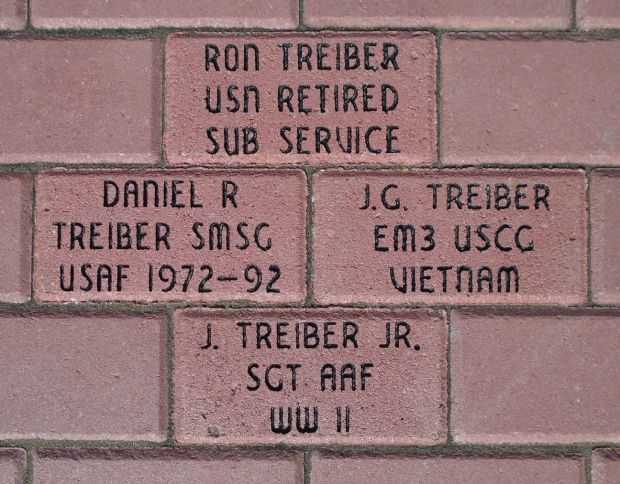 RON TREIBER
USN RETIRED
SUB SERVICE
DANIEL R
TREIBER SMSG
USAF 1972-92
J.G. TREIBER
EM3 USCG
VIETNAM
J. TREIBER JR.
SGT AAF
WW II